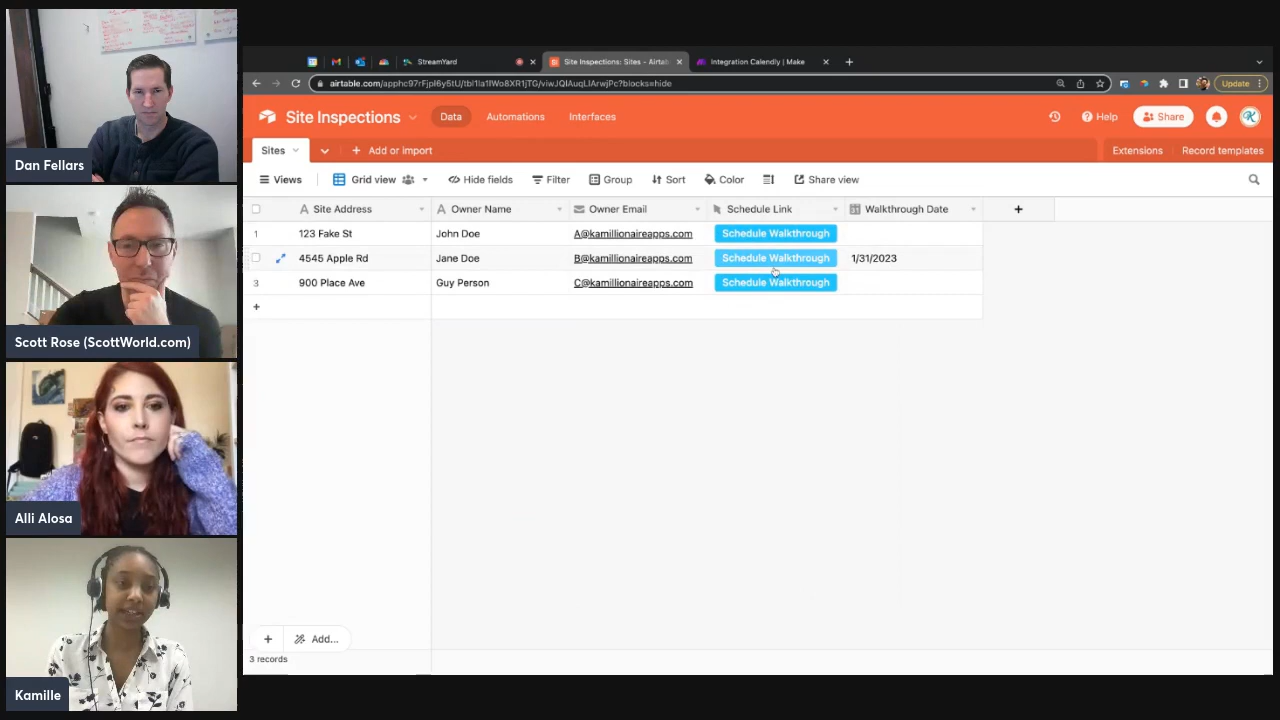 Dan Fellars
Scott Rose (ScottWorld.com)
Alli Alosa
Kamille
StreamYard
Site Inspections: Sites - Airtab
Integration Calendly | Make
airtable.com/apphc97rFjpI6y5tU/tbl1la1fWo8XR1jTG/viwJQIAuqLIArwjPc?blocks=hide
Update
Site Inspections
Data
Automations
Interfaces
Help
Share
Sites
Add or import
Extensions
Record templates
Views
Grid view
Hide fields
Filter
Group
Sort
Color
Share view
Site Address Owner Name Owner Email Schedule Link Walkthrough Date
1 123 Fake St John Doe A@kamillionaireapps.com Schedule Walkthrough
4545 Apple Rd Jane Doe B@kamillionaireapps.com Schedule Walkthrough 1/31/2023
3 900 Place Ave Guy Person C@kamillionaireapps.com Schedule Walkthrough
Add...
3 records